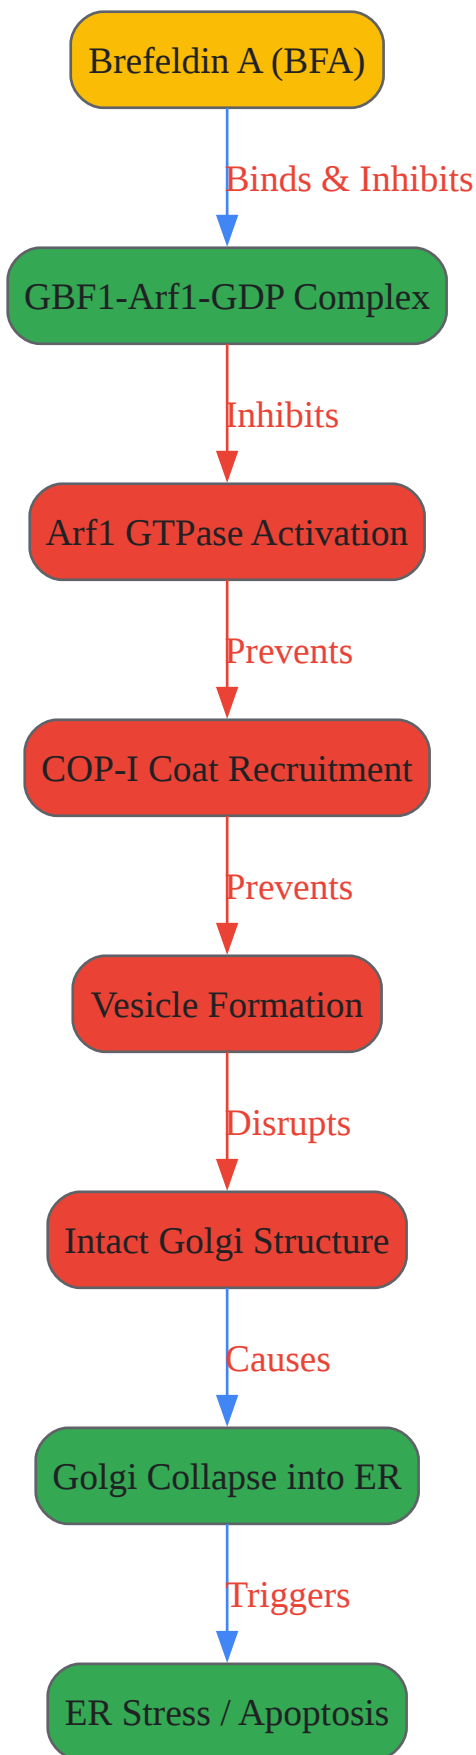 Brefeldin A (BFA)
Binds & Inhibits
GBF1-Arf1-GDP Complex
Inhibits
Arf1 GTPase Activation
Prevents
COP-I Coat Recruitment
Prevents
Vesicle Formation
Disrupts
Intact Golgi Structure
Causes
Golgi Collapse into ER
Triggers
ER Stress / Apoptosis